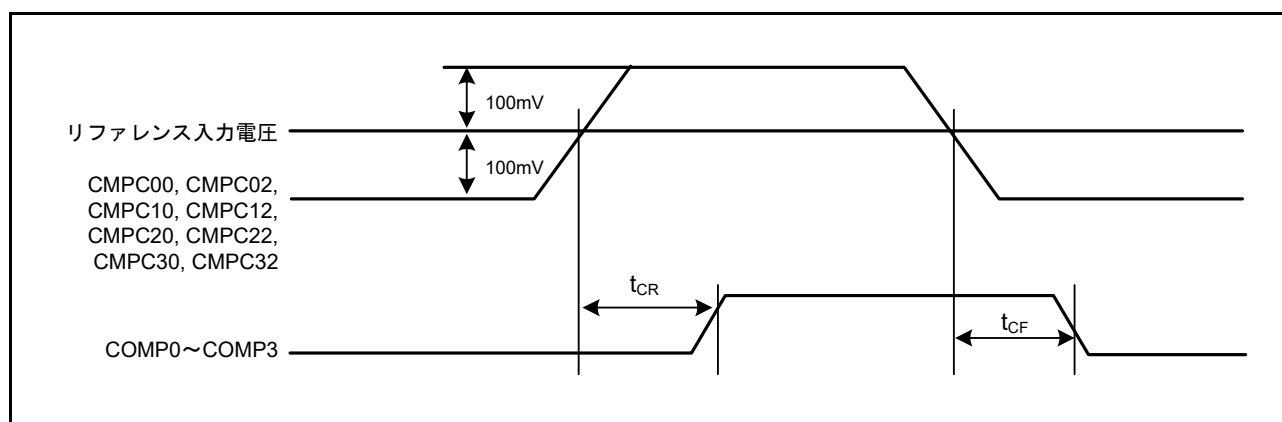 100mV
リファレンス入力電圧
100mV
CMPC00, CMPC02,
CMPC10, CMPC12,
CMPC20, CMPC22,
CMPC30, CMPC32
tCR
COMP0～COMP3
tCF